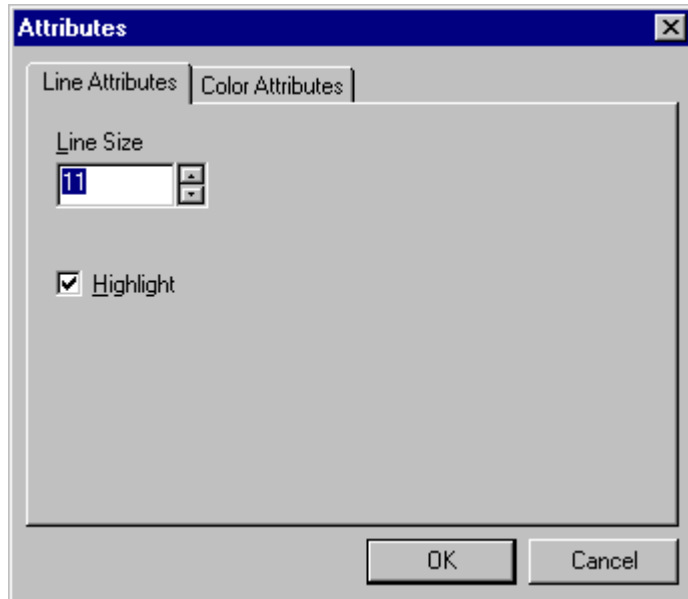 Attributes
Line Attributes
Color Attributes
Line Size
11
Highlight
OK
Cancel